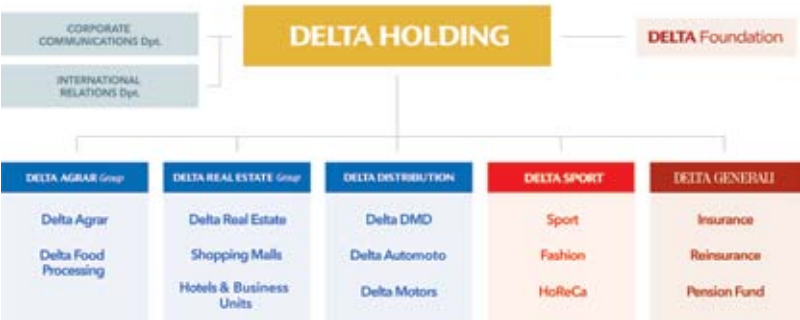 CORPORATE
COMMUNICATIONS Dpt.
INTERNATIONAL
RELATIONS Dpt.
DELTA HOLDING
DELTA Foundation
DELTA AGRAR Group
Delta Agrar
Delta Food
Processing
DELTA REAL ESTATE Group
Delta Real Estate
Shopping Malls
Hotels & Business
Units
DELTA DISTRIBUTION
Delta DMD
Delta Automoto
Delta Motors
DELTA SPORT
Sport
Fashion
HoReCa
DELTA GENERALI
Insurance
Reinsurance
Pension Fund